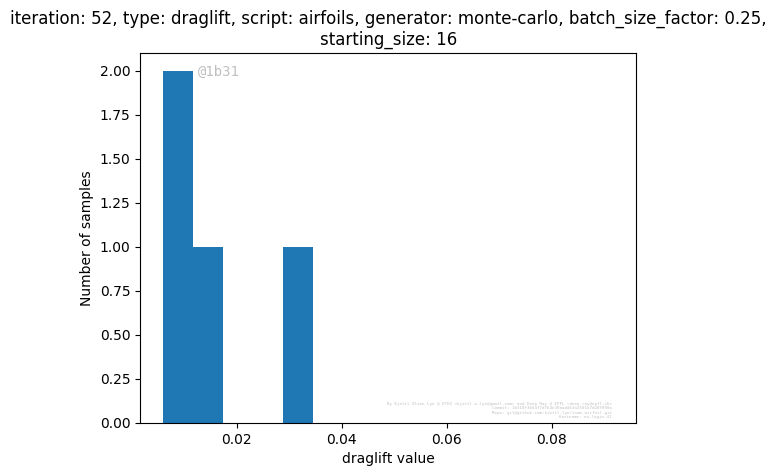 iteration: 52, type: draglift, script: airfoils, generator: monte-carlo, batch_size_factor: 0.25,
starting_size: 16
@1b31
2.00
1.75
1.50
1.25
1.00
0.75
0.50
0.25
0.00
Number of samples
0.02
0.04
0.06
0.08
draglift value